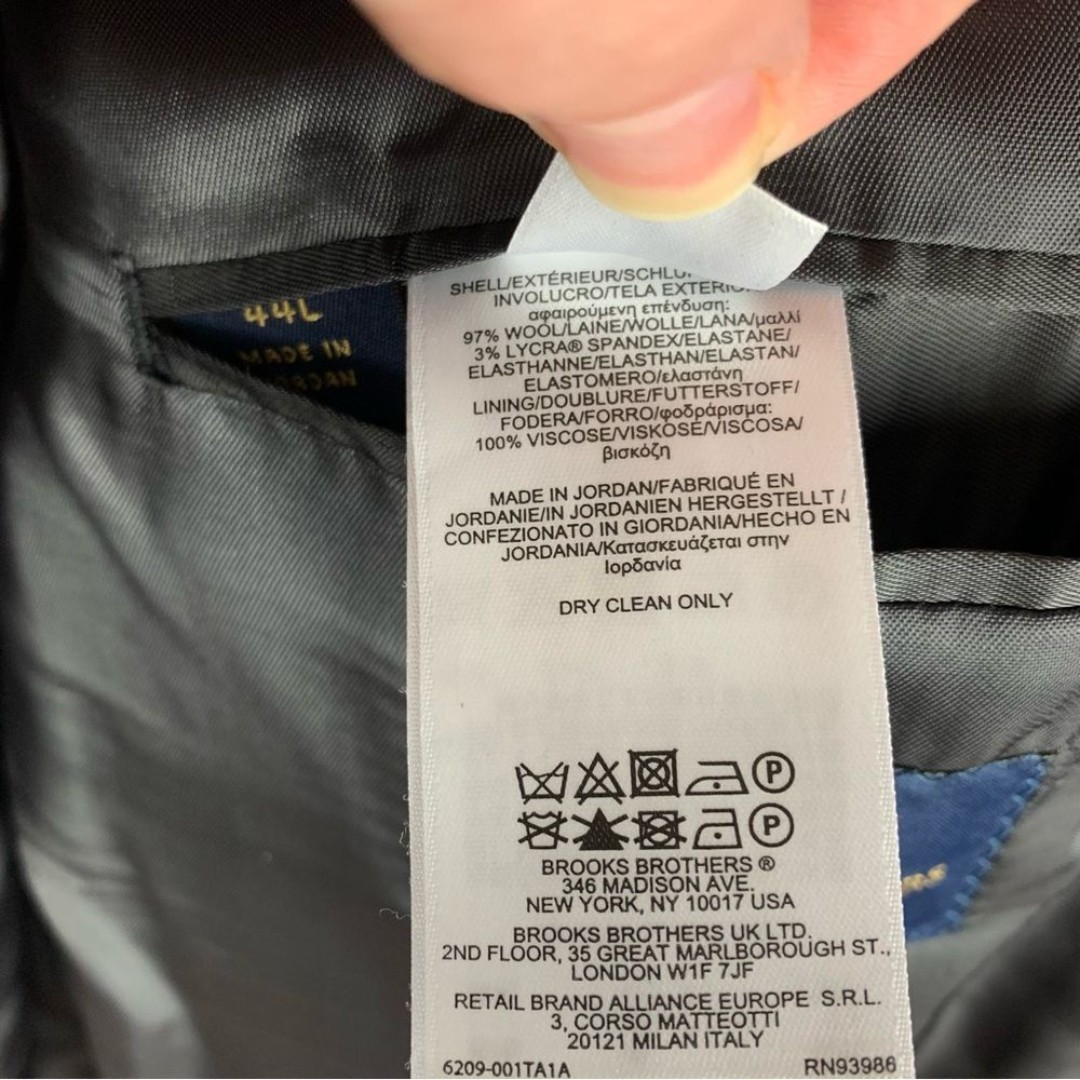 44L
MADE IN
JORDAN
SHELL/EXTÉRIEUR/
INVOLUCRO/TELA
αφαιρούμενη επένδυση:
97% WOOL/LAINE/WOLLE/LANA/μαλλί
3% LYCRA® SPANDEX/ELASTANE/
ELASTHANNE/ELASTHAN/ELASTAN/
ELASTOMERO/ελαστάνη
LINING/DOUBLURE/FUTTERSTOFF/
FODERA/FORRO/φοδράρισμα:
100% VISCOSE/VISKOSE/VISCOSA/
βισκόζη
MADE IN JORDAN/FABRIQUÉ EN
JORDANIE/IN JORDANIEN HERGESTELLT /
CONFEZIONATO IN GIORDANIA/HECHO EN
JORDANIA/Κατασκευάζεται στην
Ιορδανία
DRY CLEAN ONLY
P
P
BROOKS BROTHERS ®
346 MADISON AVE.
NEW YORK, NY 10017 USA
BROOKS BROTHERS UK LTD.
2ND FLOOR, 35 GREAT MARLBOROUGH ST.,
LONDON W1F 7JF
RETAIL BRAND ALLIANCE EUROPE S.R.L.
3, CORSO MATTEOTTI
20121 MILAN ITALY
6209-001TA1A RN93986